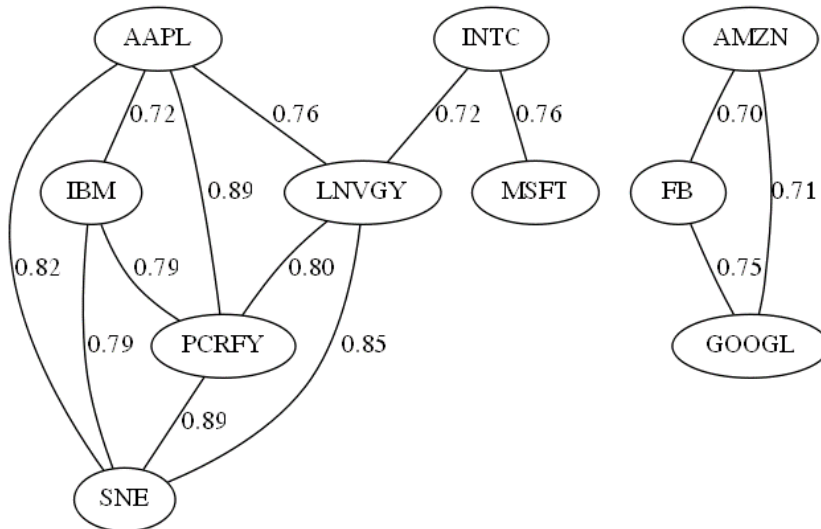 AAPL INTC AMZN
0.72 0.76 0.72 0.76 0.70
IBM LNVGY MSFT FB
0.89 0.71
0.82 0.79 0.80 0.75
PCRFY GOOGL
0.79 0.85
0.89
SNE